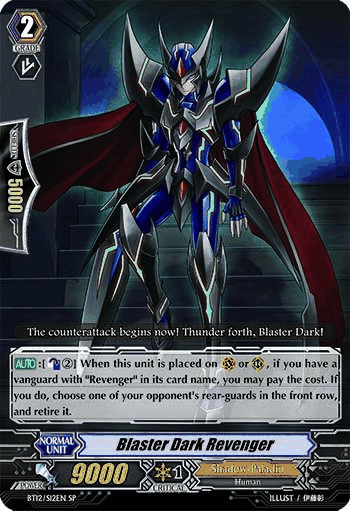 2
GRADE
SHIELD
5000
The counterattack begins now! Thunder forth, Blaster Dark!
AUTO:[②] When this unit is placed on V or R, if you have a
vanguard with "Revenger" in its card name, you may pay the cost. If
you do, choose one of your opponent's rear-guards in the front row,
and retire it.
NORMAL
UNIT
Blaster Dark Revenger
POWER
9000
1
CRITICAL
Shadow Paladin
Human
BT12/S12EN SP
ILLUST / 伊藤彰